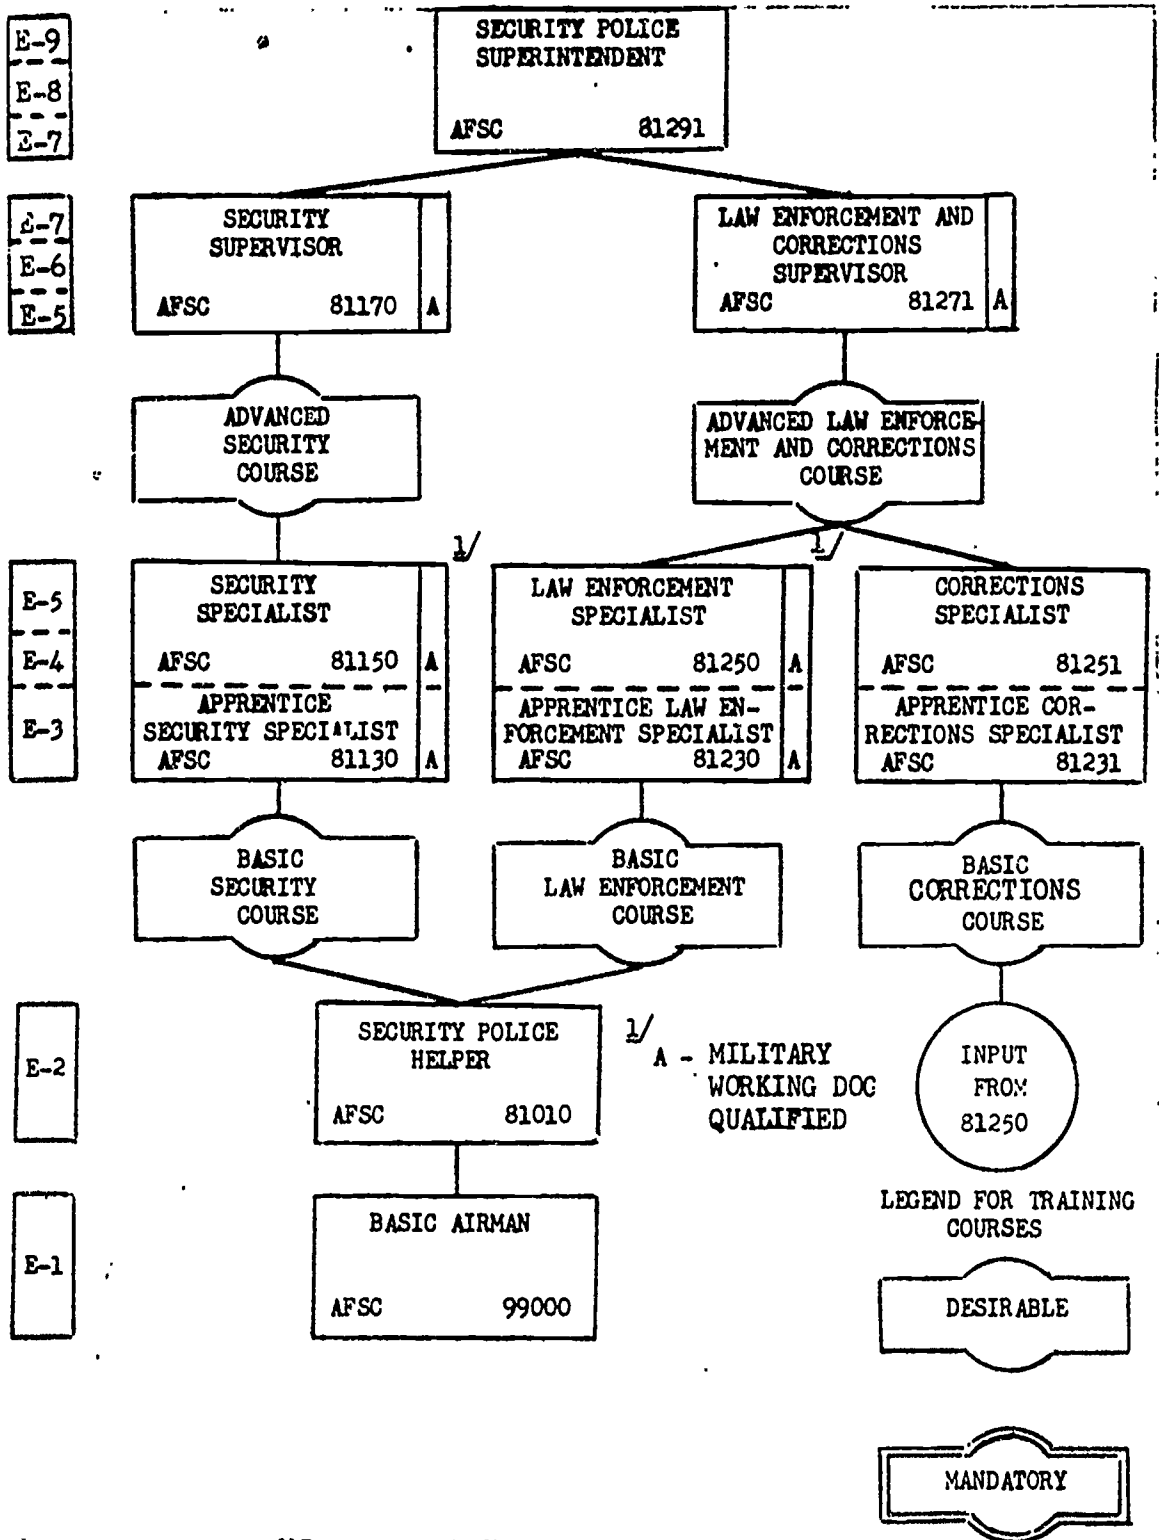 E-9
E-8
E-7
SECURITY POLICE
SUPERINTENDENT
AFSC 81291
E-7
E-6
E-5
SECURITY
SUPERVISOR
AFSC 81170 A
LAW ENFORCEMENT AND
CORRECTIONS
SUPERVISOR
AFSC 81271 A
ADVANCED
SECURITY
COURSE
ADVANCED LAW ENFORCE-
MENT AND CORRECTIONS
COURSE
E-5
E-4
E-3
1/
SECURITY
SPECIALIST
AFSC 81150 A
APPRENTICE
SECURITY SPECIALIST
AFSC 81130 A
1/
LAW ENFORCEMENT
SPECIALIST
AFSC 81250 A
APPRENTICE LAW EN-
FORCEMENT SPECIALIST
AFSC 81230 A
CORRECTIONS
SPECIALIST
AFSC 81251
APPRENTICE COR-
RECTIONS SPECIALIST
AFSC 81231
BASIC
SECURITY
COURSE
BASIC
LAW ENFORCEMENT
COURSE
BASIC
CORRECTIONS
COURSE
E-2
SECURITY POLICE
HELPER
AFSC 81010
1/
A - MILITARY
WORKING DOG
QUALIFIED
INPUT
FROM
81250
E-1
BASIC AIRMAN
AFSC 99000
LEGEND FOR TRAINING
COURSES
DESIRABLE
MANDATORY